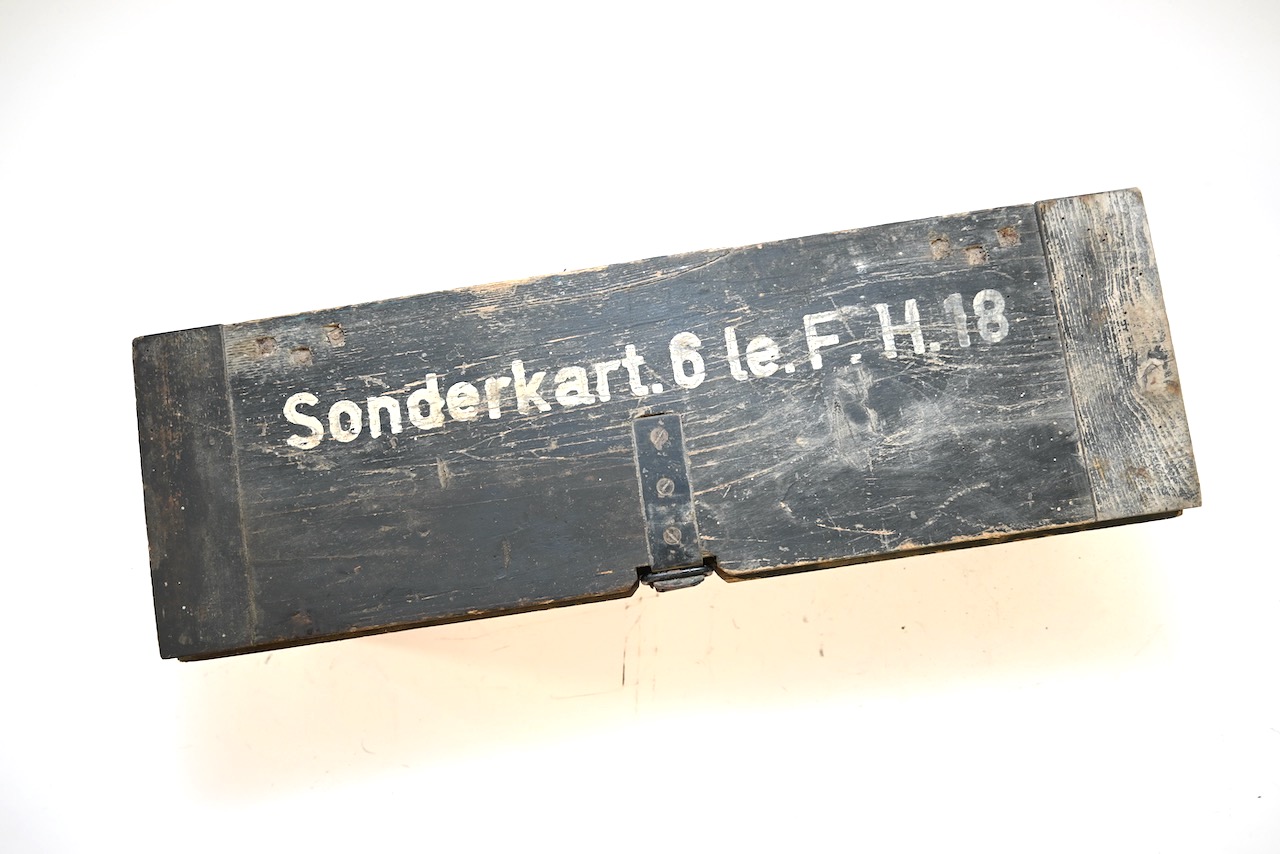 Sonderkart. 6 le. F. H. 18